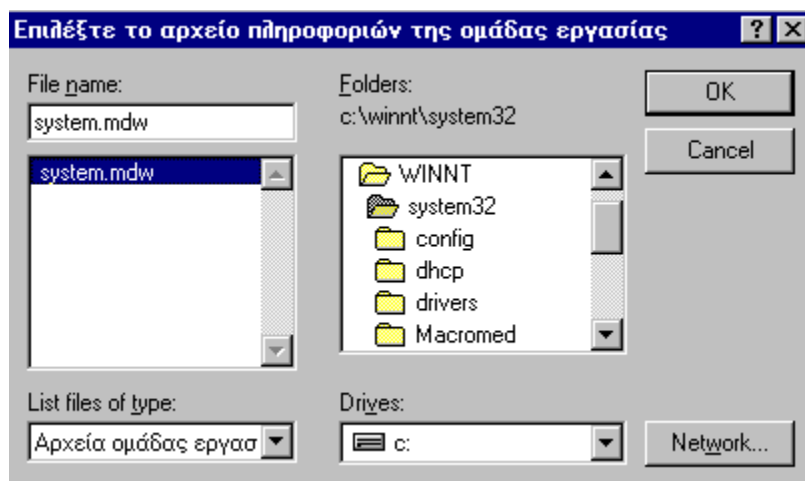 Επιλέξτε το αρχείο πληροφοριών της ομάδας εργασίας
File name:
system.mdw
system.mdw
List files of type:
Αρχεία ομάδας εργασ
Folders:
c:\winnt\system32
WINNT
system32
config
dhcp
drivers
Macromed
Drives:
c:
OK
Cancel
Network...